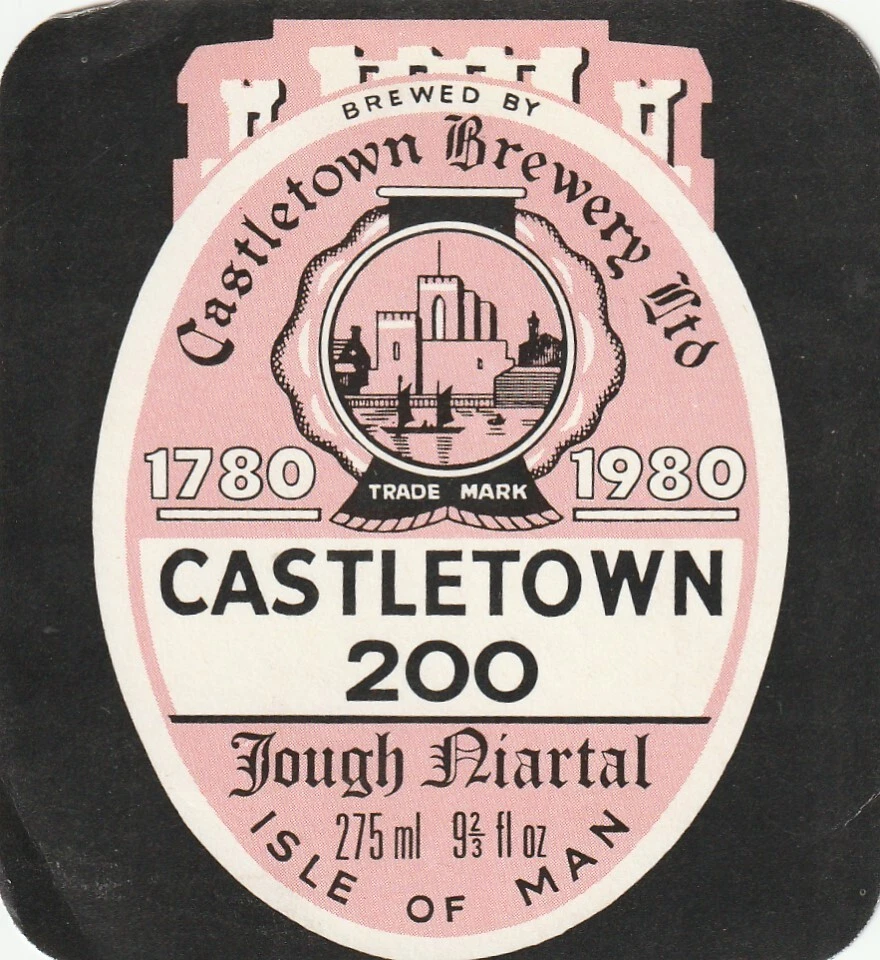 BREWED BY
Castletown Brewery Ltd
1780 1980
TRADE MARK
CASTLETOWN
200
Jough Niartal
275 ml 9⅔ fl oz
ISLE OF MAN